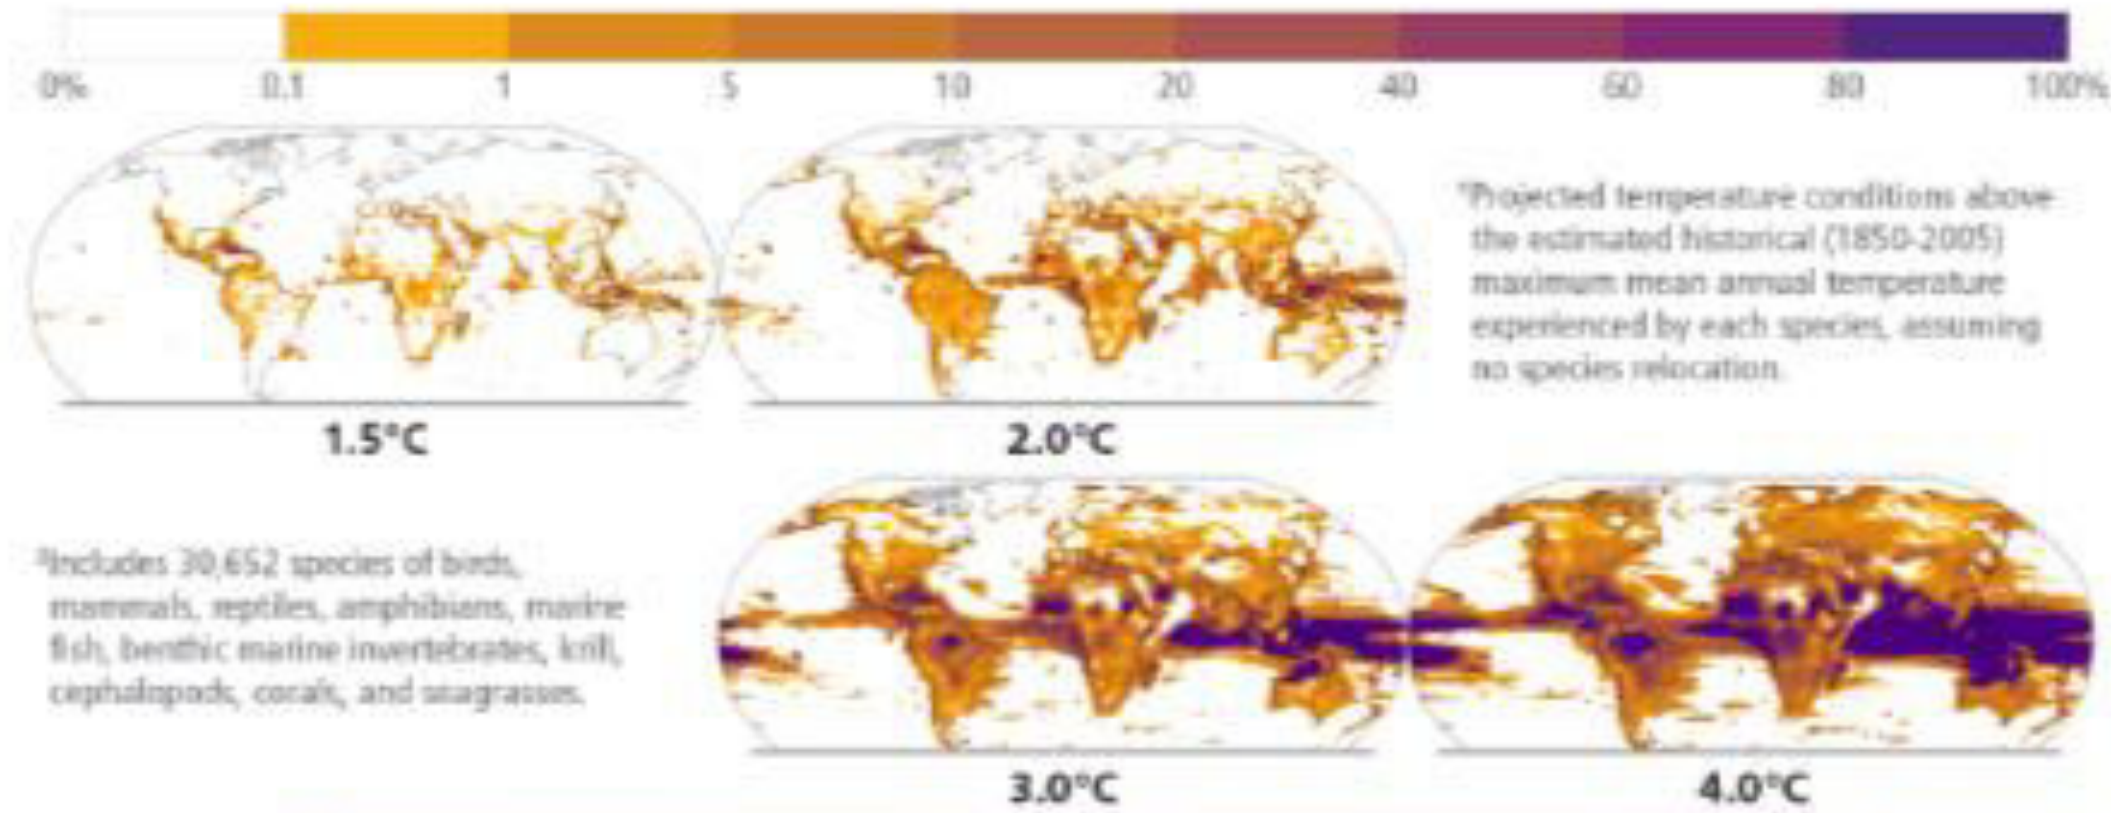 0% 0.1 1 5 10 20 40 60 80 100%
¹Projected temperature conditions above
the estimated historical (1850-2005)
maximum mean annual temperature
experienced by each species, assuming
no species relocation.
1.5°C 2.0°C
²Includes 30,652 species of birds,
mammals, reptiles, amphibians, marine
fish, benthic marine invertebrates, krill,
cephalopods, corals, and seagrasses.
3.0°C 4.0°C